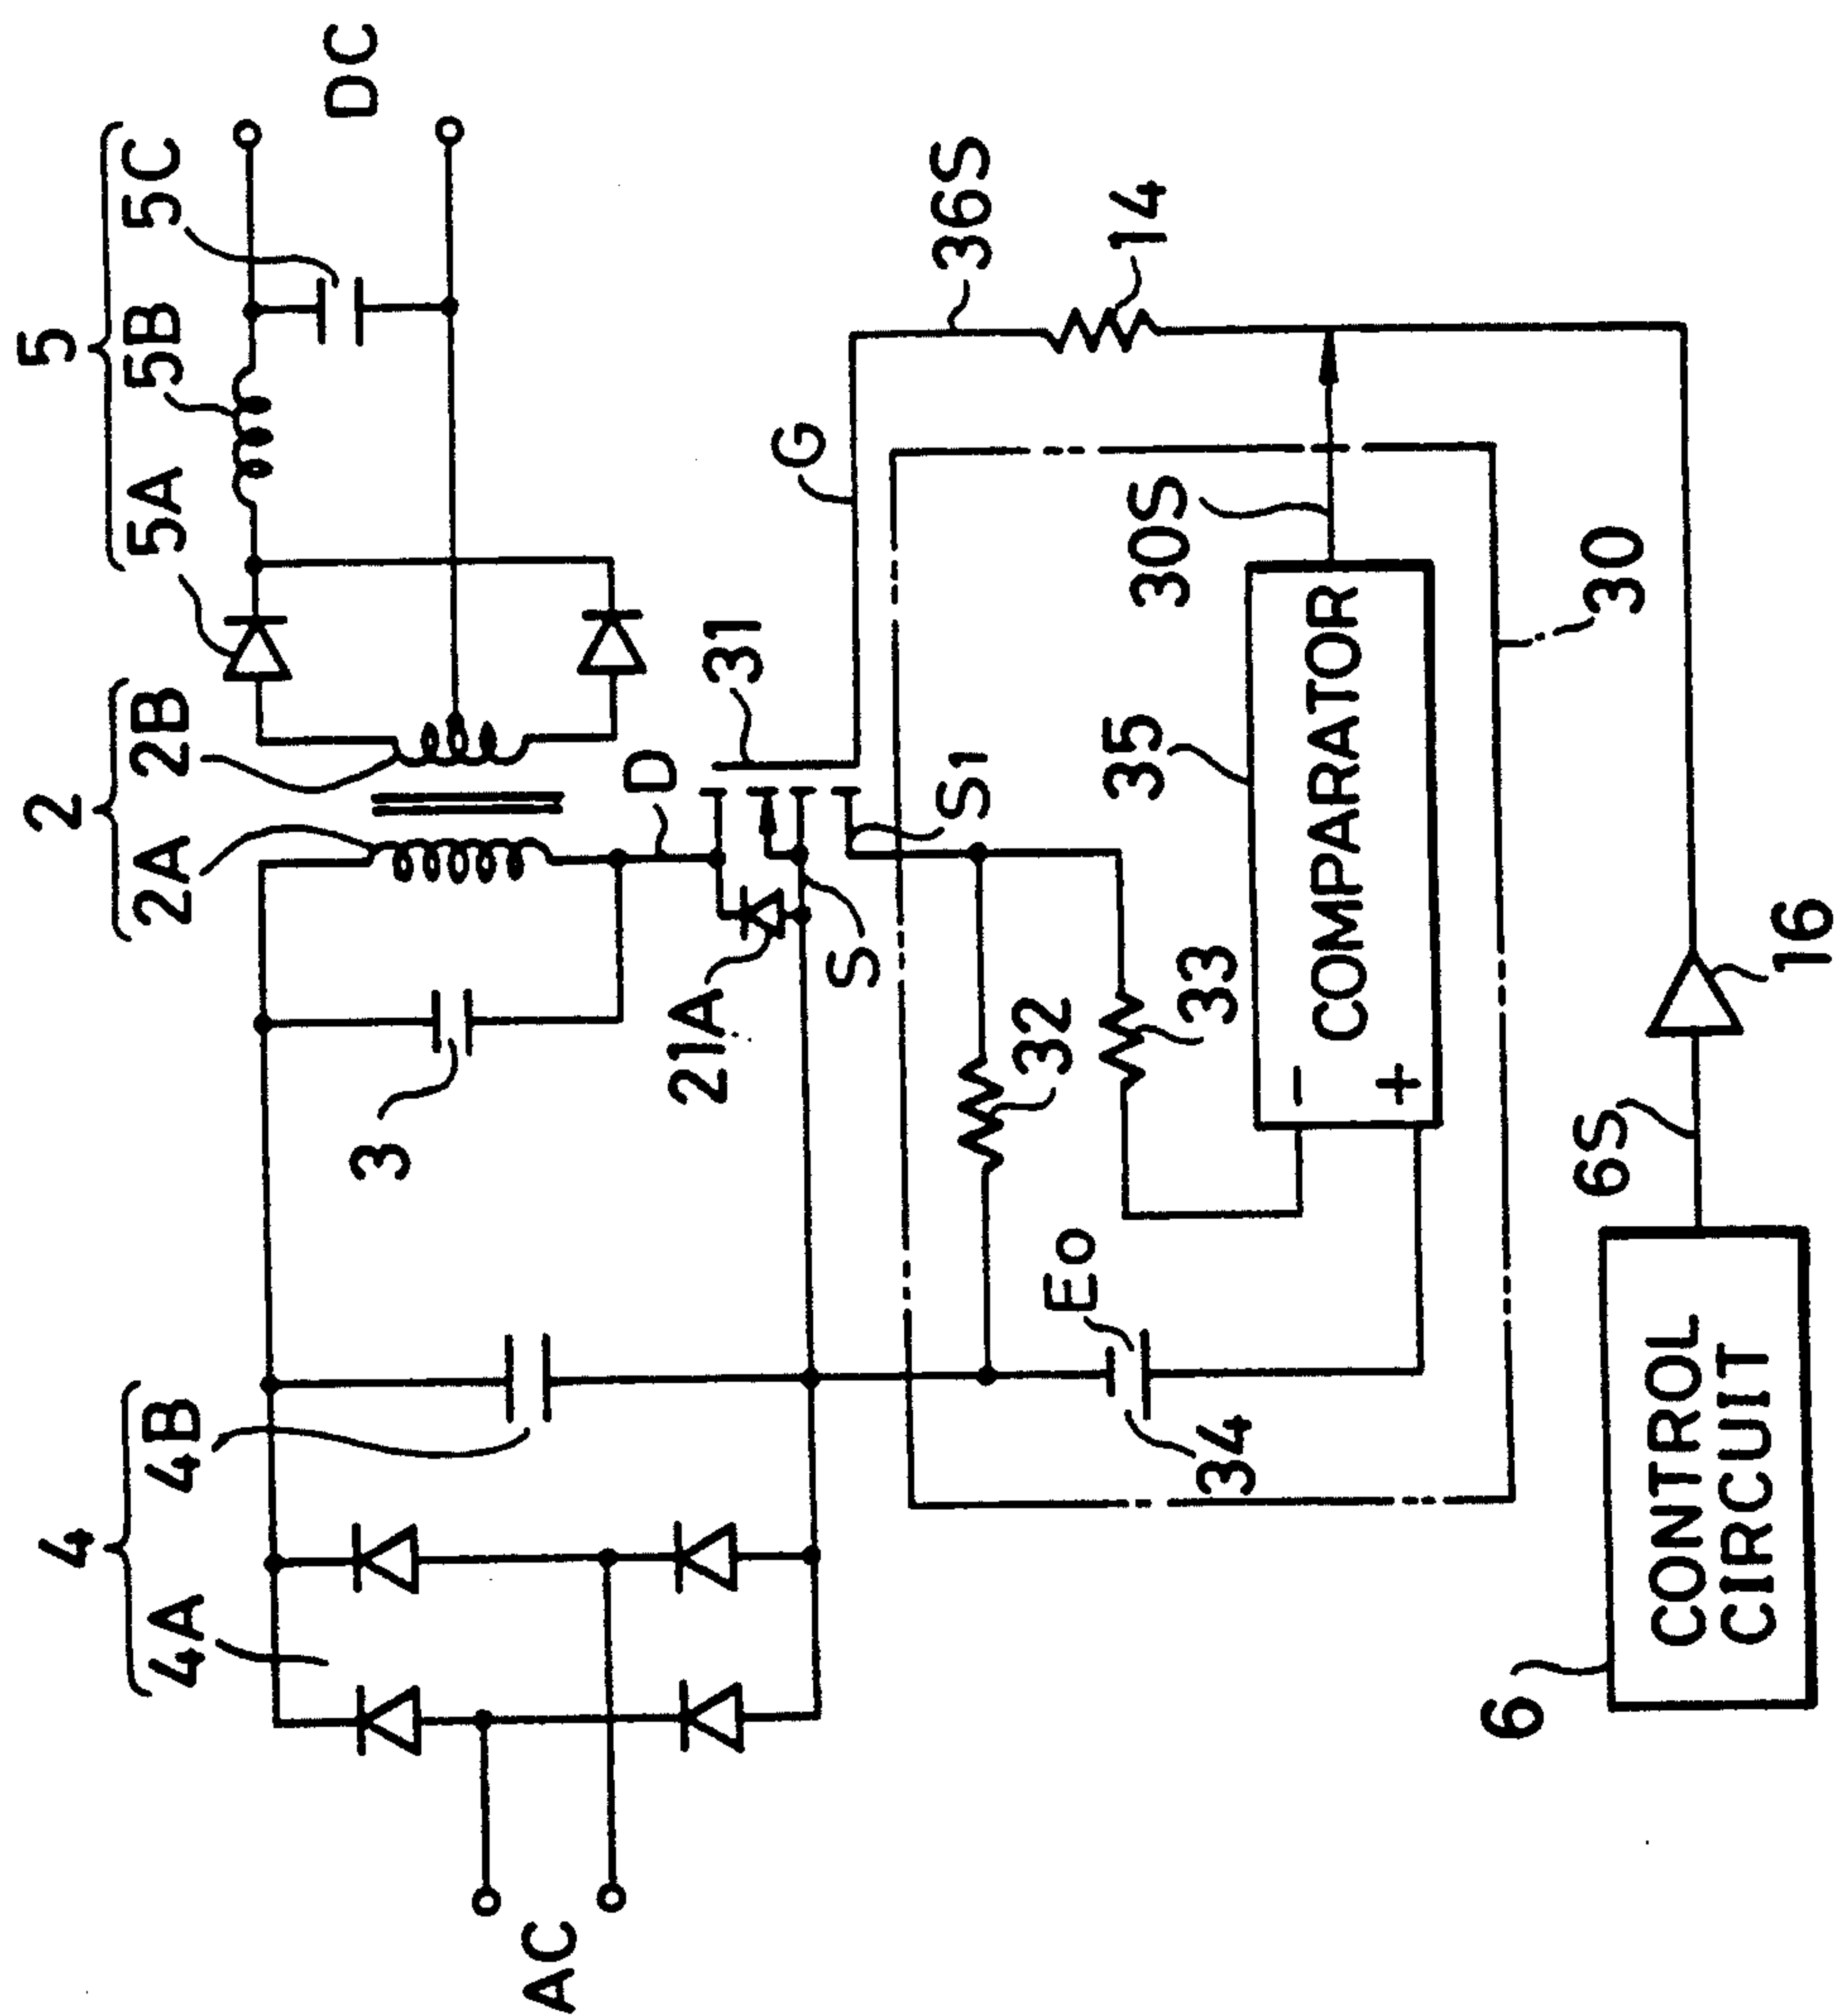 4
4A 4B
2
2A 2B
5
5A 5B 5C
AC
DC
3
D
21A
S
31
G
S1
36S
14
32
33
Eo
34
−
+
COMPARATOR
35
30S
30
6
CONTROL
CIRCUIT
6S
16